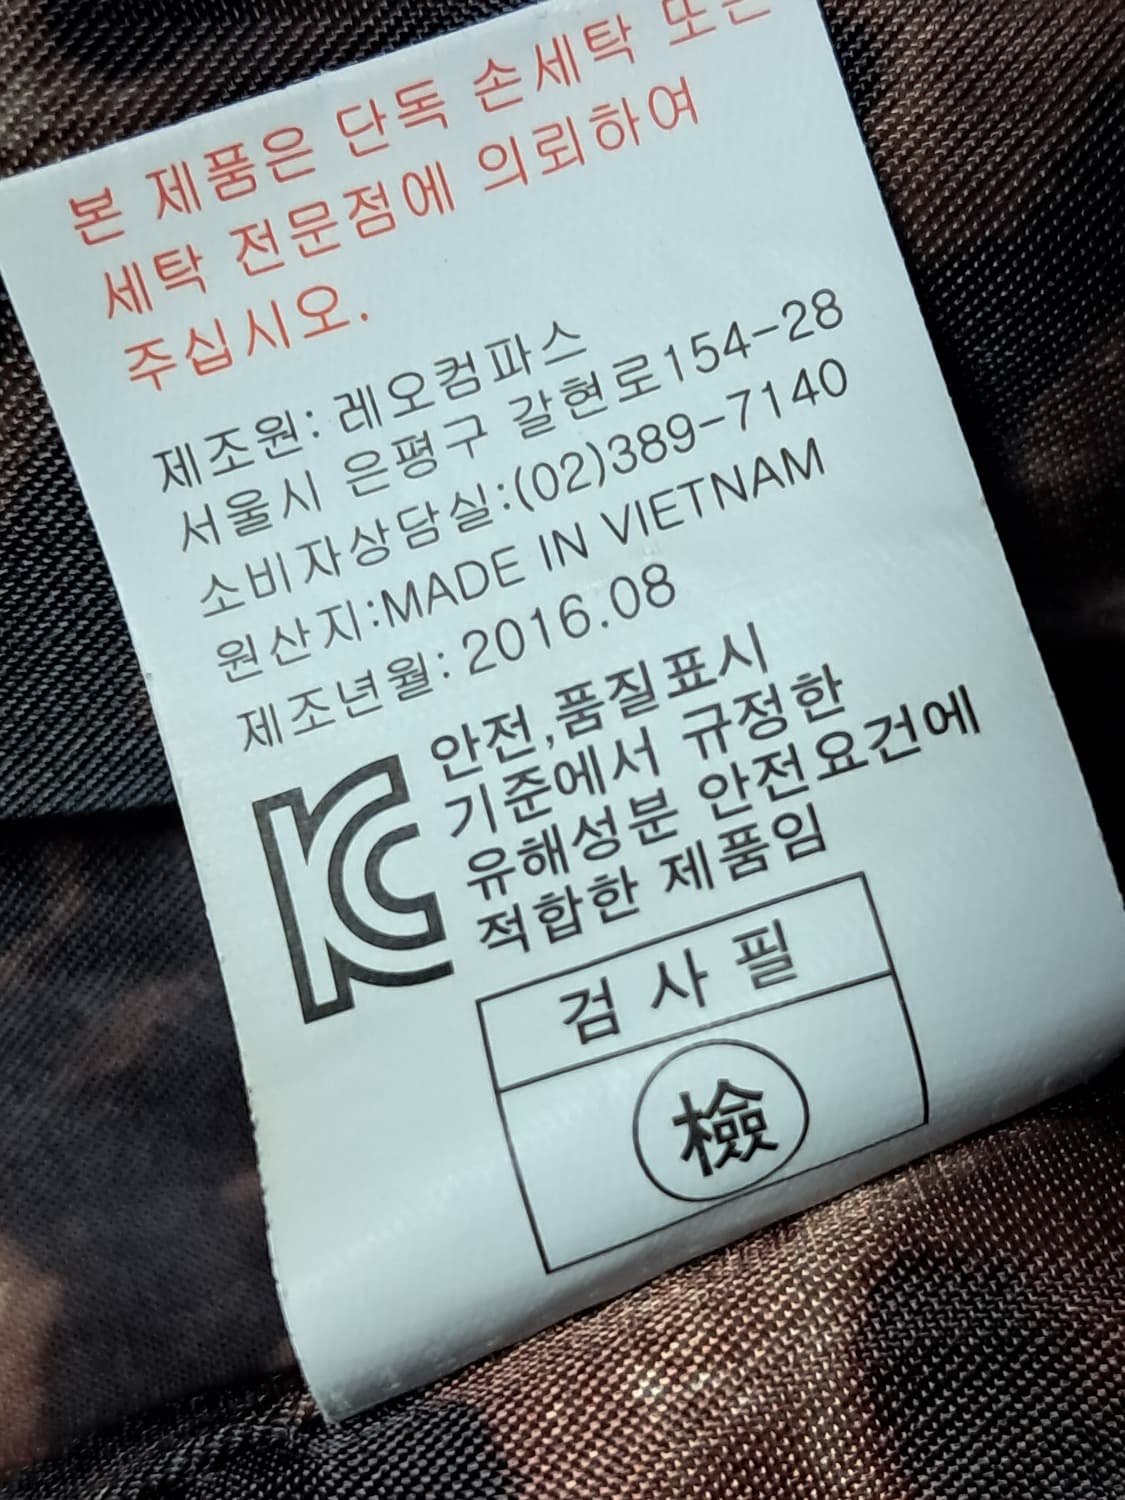 본 제품은 단독 손세탁 또는
세탁 전문점에 의뢰하여
주십시오.
제조원: 레오컴파스
서울시 은평구 갈현로154-28
소비자상담실:(02)389-7140
원산지:MADE IN VIETNAM
제조년월: 2016.08
안전,품질표시
기준에서 규정한
유해성분 안전요건에
적합한 제품임
검사필
檢